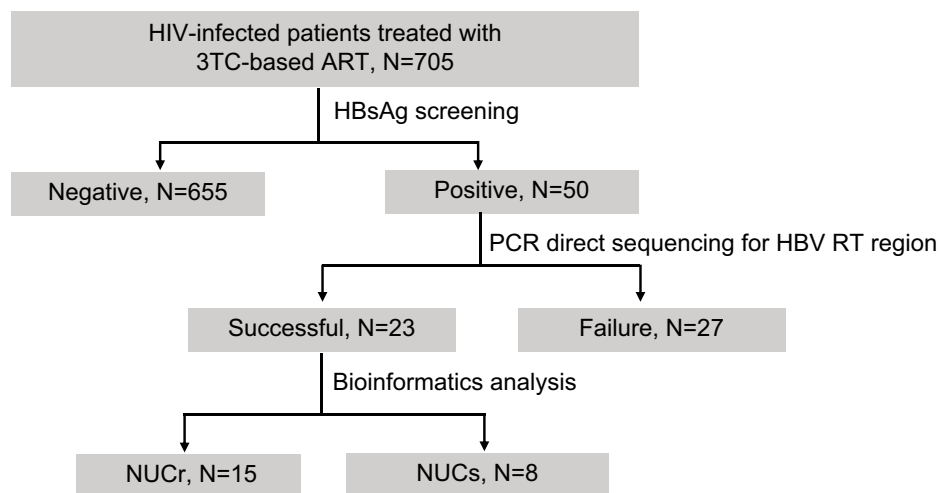 HIV-infected patients treated with
3TC-based ART, N=705
HBsAg screening
Negative, N=655
Positive, N=50
PCR direct sequencing for HBV RT region
Successful, N=23
Failure, N=27
Bioinformatics analysis
NUCr, N=15
NUCs, N=8